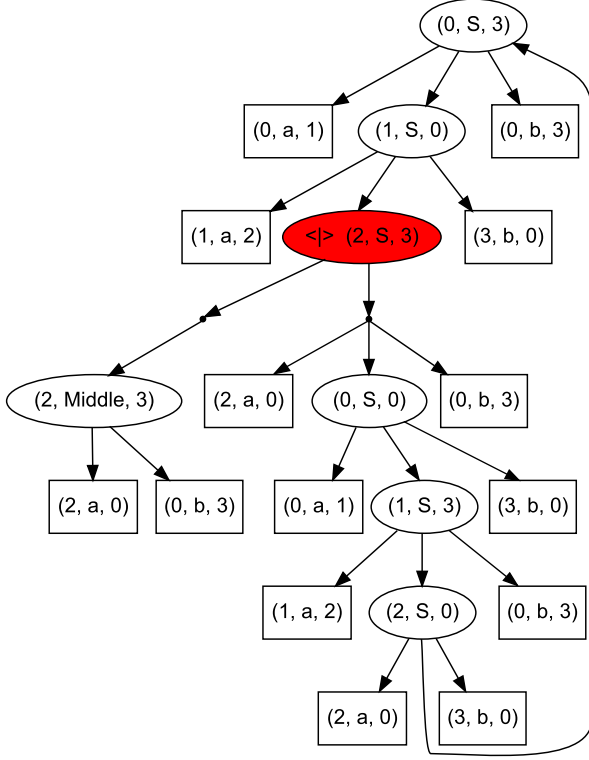 (0, S, 3)
(0, a, 1)
(1, S, 0)
(0, b, 3)
(1, a, 2)
<|> (2, S, 3)
(3, b, 0)
(2, Middle, 3)
(2, a, 0)
(0, S, 0)
(0, b, 3)
(2, a, 0)
(0, b, 3)
(0, a, 1)
(1, S, 3)
(3, b, 0)
(1, a, 2)
(2, S, 0)
(0, b, 3)
(2, a, 0)
(3, b, 0)